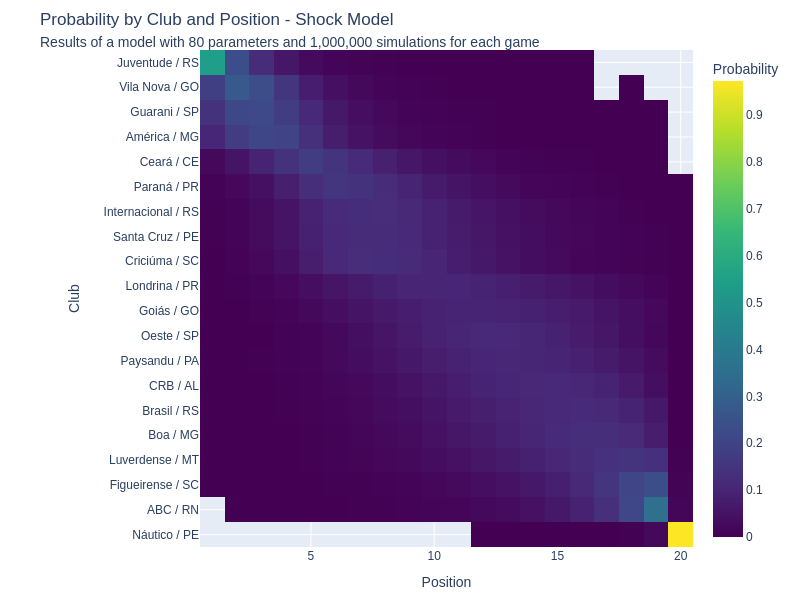 Probability by Club and Position - Shock Model
Results of a model with 80 parameters and 1,000,000 simulations for each game
Probability
Club
Juventude / RS
Vila Nova / GO
Guarani / SP
América / MG
Ceará / CE
Paraná / PR
Internacional / RS
Santa Cruz / PE
Criciúma / SC
Londrina / PR
Goiás / GO
Oeste / SP
Paysandu / PA
CRB / AL
Brasil / RS
Boa / MG
Luverdense / MT
Figueirense / SC
ABC / RN
Náutico / PE
0.9
0.8
0.7
0.6
0.5
0.4
0.3
0.2
0.1
0
5
10
15
20
Position